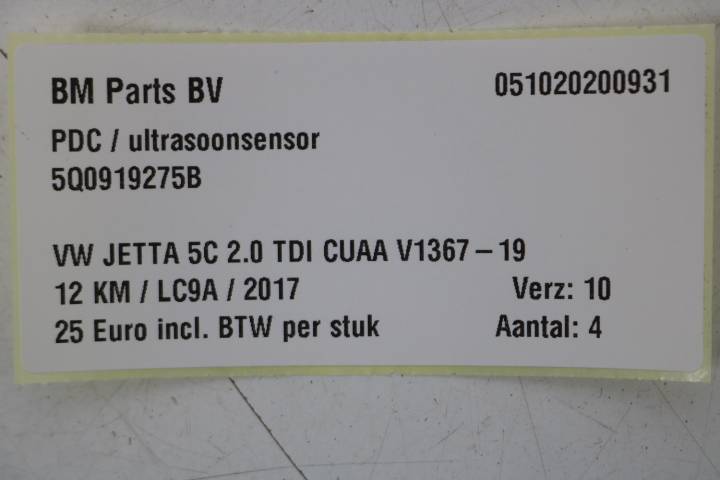 BM Parts BV 051020200931
PDC / ultrasoonsensor
5Q0919275B
VW JETTA 5C 2.0 TDI CUAA V1367-19
12 KM / LC9A / 2017 Verz: 10
25 Euro incl. BTW per stuk Aantal: 4